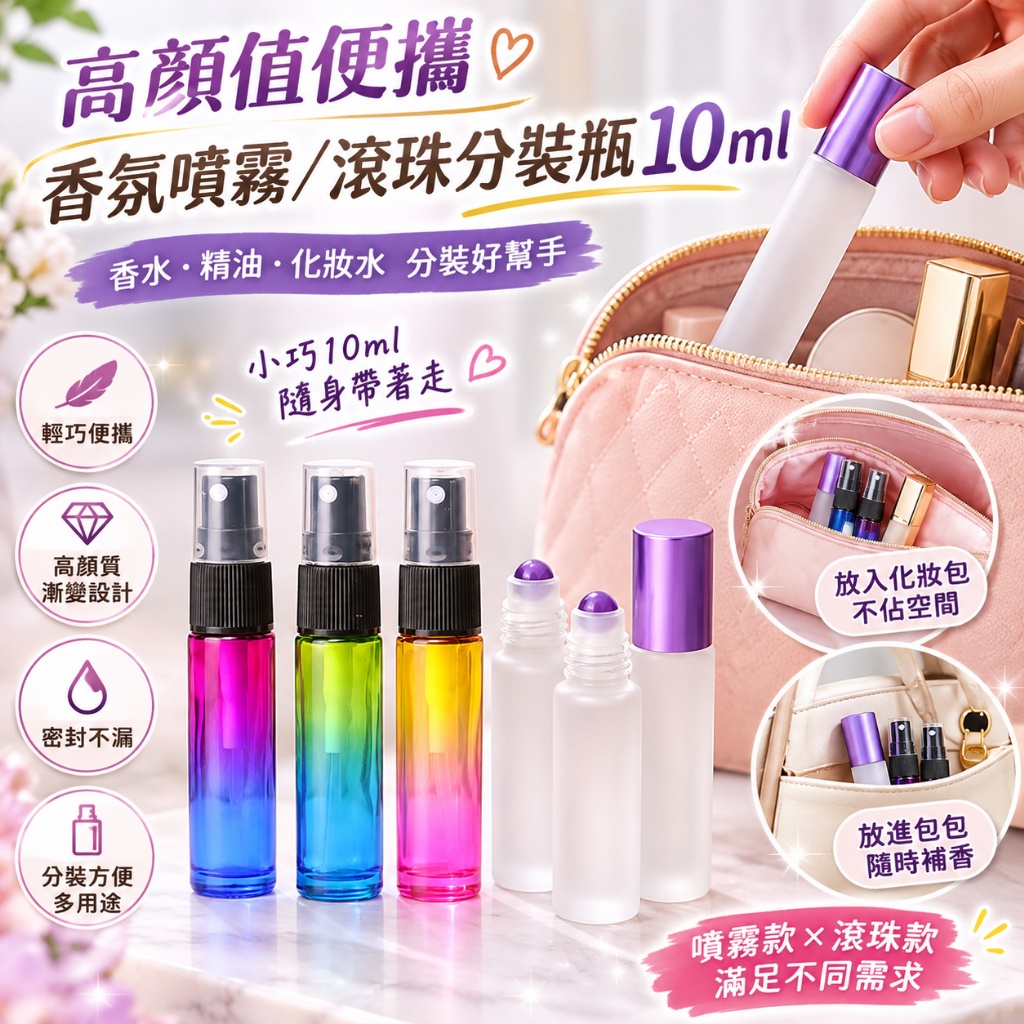 高顏值便攜
香氛噴霧/滾珠分裝瓶10ml
香水·精油·化妝水 分裝好幫手
小巧10ml
隨身帶著走
輕巧便攜
高顏質
漸變設計
密封不漏
分裝方便
多用途
放入化妝包
不佔空間
放進包包
隨時補香
噴霧款×滾珠款
滿足不同需求